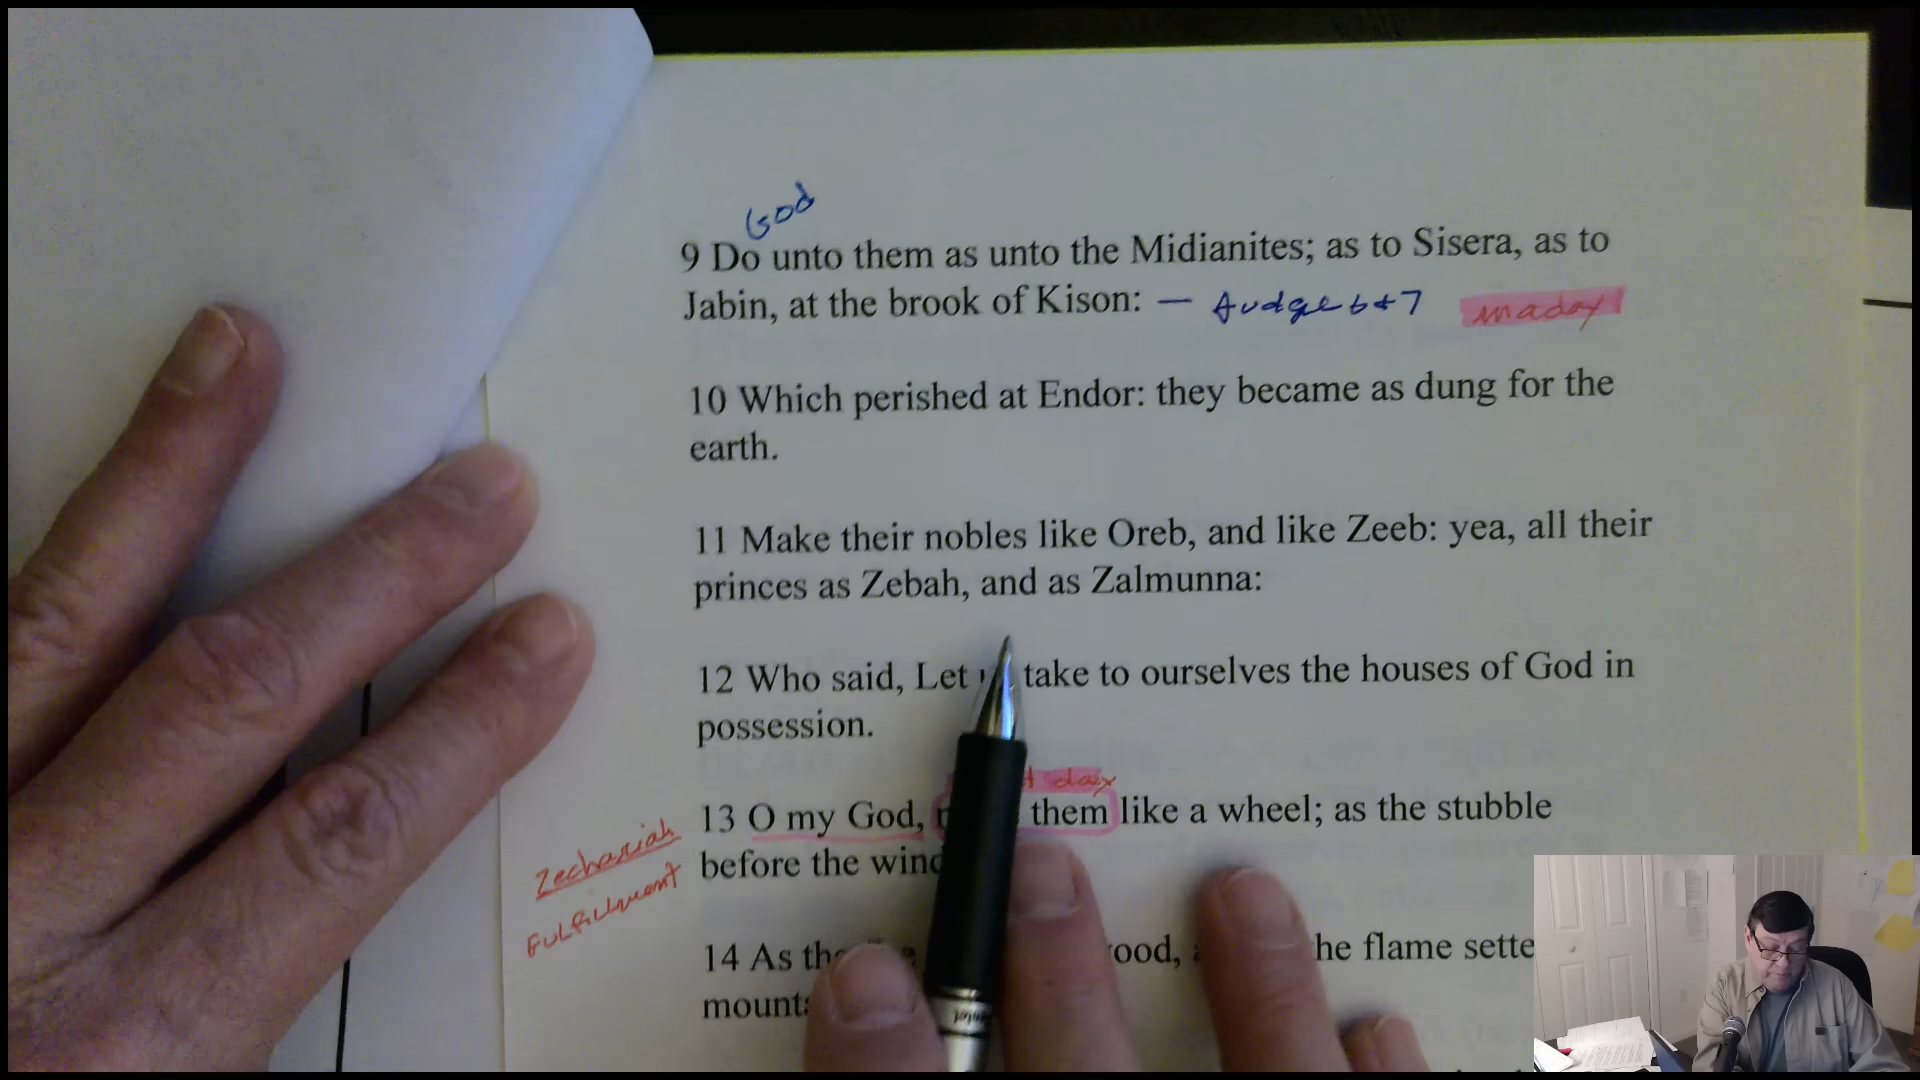 God
9 Do unto them as unto the Midianites; as to Sisera, as to
Jabin, at the brook of Kison: — Judge 6+7 maday
10 Which perished at Endor: they became as dung for the
earth.
11 Make their nobles like Oreb, and like Zeeb: yea, all their
princes as Zebah, and as Zalmunna:
12 Who said, Let take to ourselves the houses of God in
possession.
day
13 O my God, them like a wheel; as the stubble
before the wind
Zechariah
Fulfillment
14 As the he flame sette
mounta